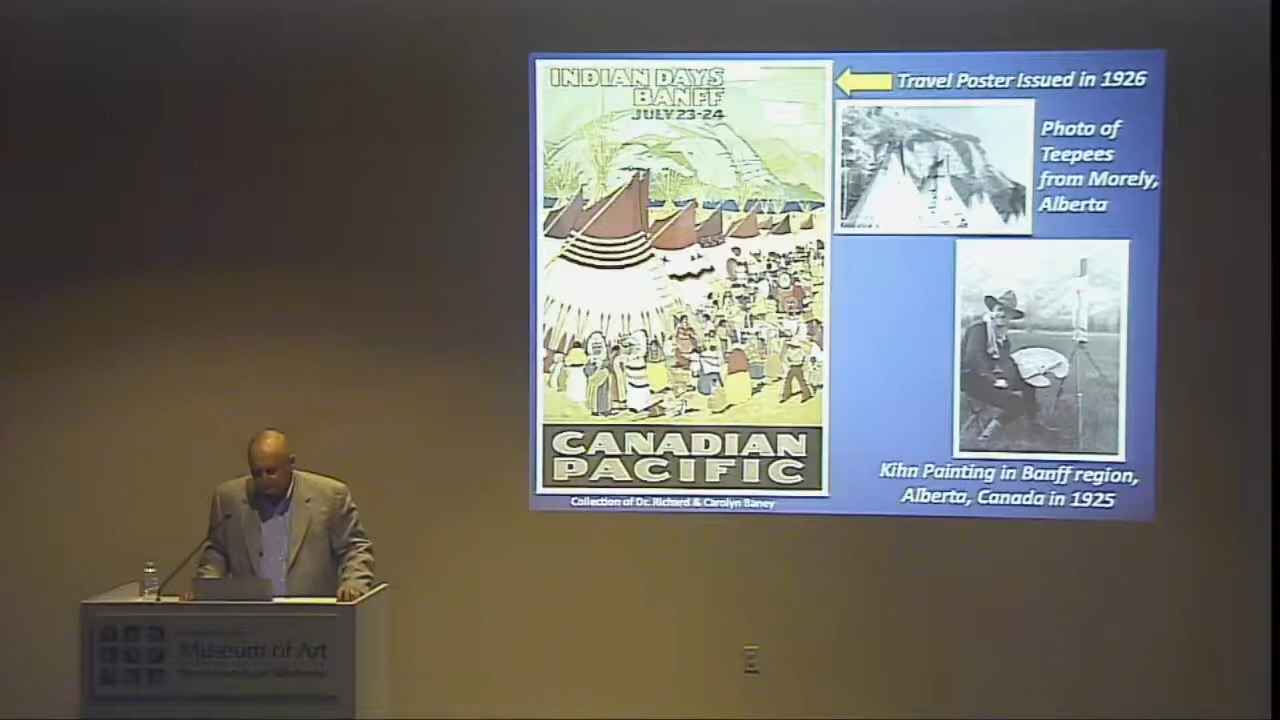 INDIAN DAYS
BANFF
JULY 23-24
CANADIAN
PACIFIC
Collection of Dr. Richard & Carolyn Baney
Travel Poster Issued in 1926
Photo of
Teepees
from Morely,
Alberta
Kihn Painting in Banff region,
Alberta, Canada in 1925
Museum of Art